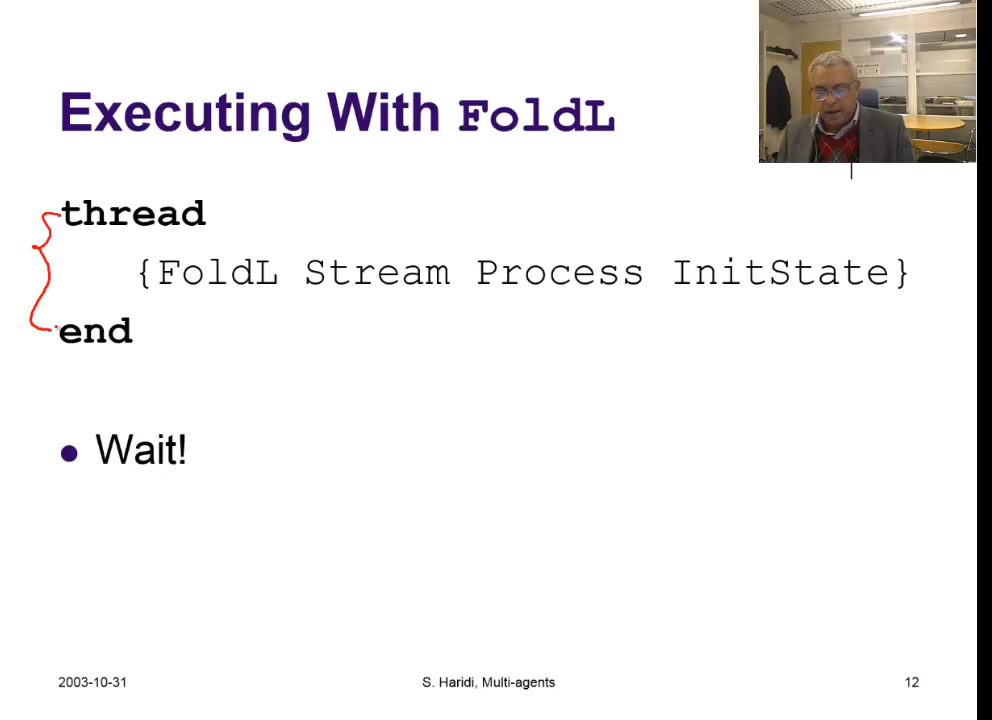 Executing With FoldL
thread
{FoldL Stream Process InitState}
end
Wait!
2003-10-31
S. Haridi, Multi-agents
12